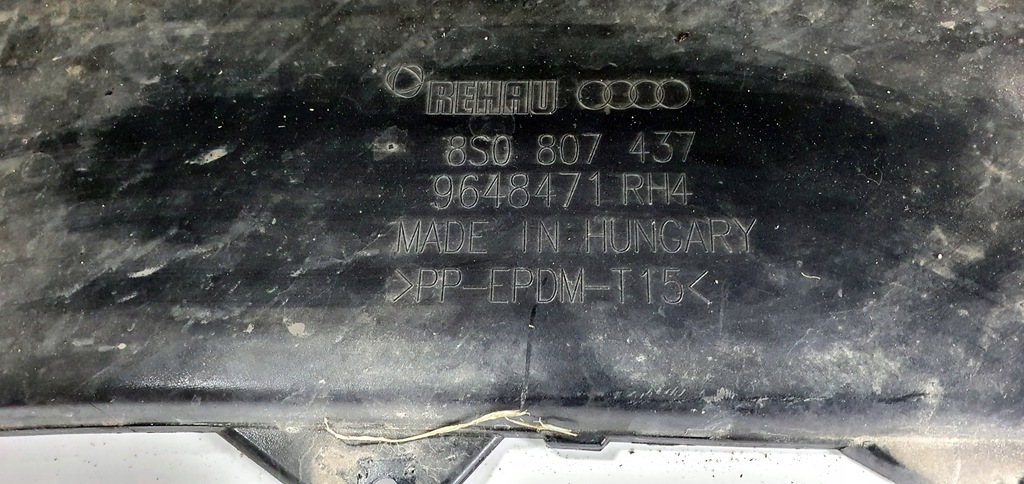 REHAU
8S0 807 437
9648471 RH4
MADE IN HUNGARY
>PP-EPDM-T15<